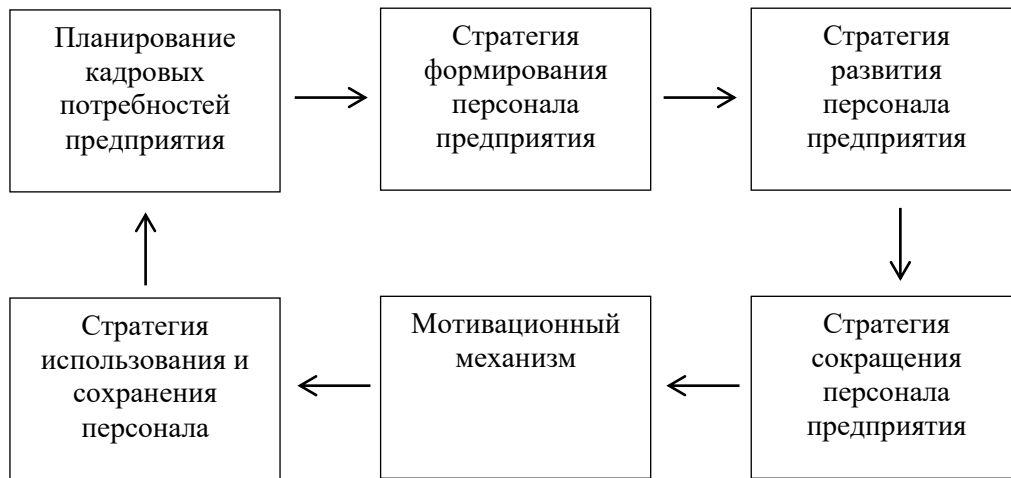 Планирование
кадровых
потребностей
предприятия
Стратегия
формирования
персонала
предприятия
Стратегия
развития
персонала
предприятия
Стратегия
использования и
сохранения
персонала
Мотивационный
механизм
Стратегия
сокращения
персонала
предприятия